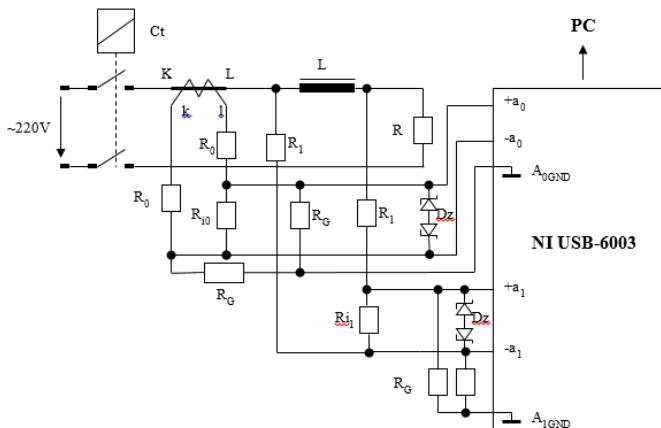 Ct
PC
K
L
L
k
l
+a0
-a0
~220V
R0
R1
R
A0GND
R0
Ri0
RG
R1
Dz
NI USB-6003
RG
+a1
Ri1
Dz
-a1
RG
A1GND